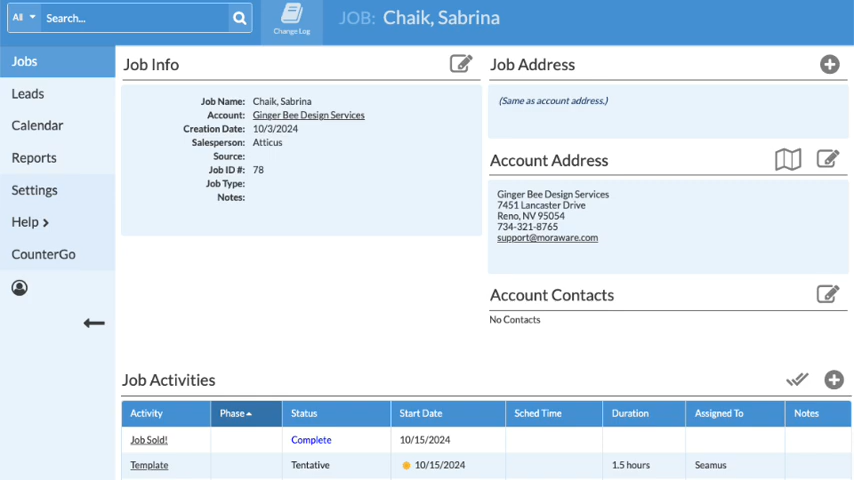 All Search... Change Log JOB: Chaik, Sabrina
Jobs
Leads
Calendar
Reports
Settings
Help
CounterGo
Job Info
Job Name: Chaik, Sabrina
Account: Ginger Bee Design Services
Creation Date: 10/3/2024
Salesperson: Atticus
Source:
Job ID #: 78
Job Type:
Notes:
Job Address
(Same as account address.)
Account Address
Ginger Bee Design Services
7451 Lancaster Drive
Reno, NV 95054
734-321-8765
support@moraware.com
Account Contacts
No Contacts
Job Activities
Activity Phase Status Start Date Sched Time Duration Assigned To Notes
Job Sold! Complete 10/15/2024
Template Tentative 10/15/2024 1.5 hours Seamus